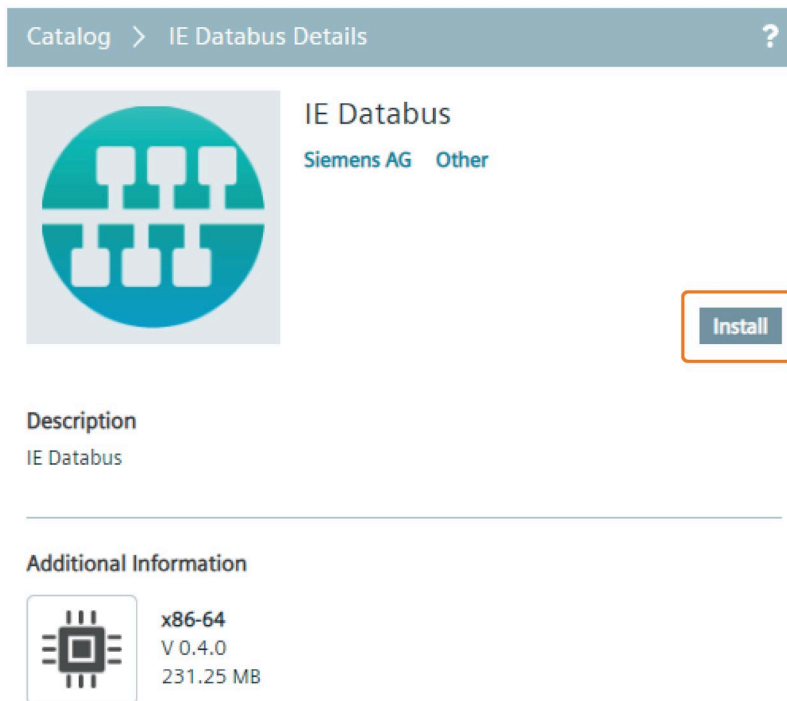 Catalog > IE Databus Details ?
IE Databus
Siemens AG Other
Install
Description
IE Databus
Additional Information
x86-64
V 0.4.0
231.25 MB